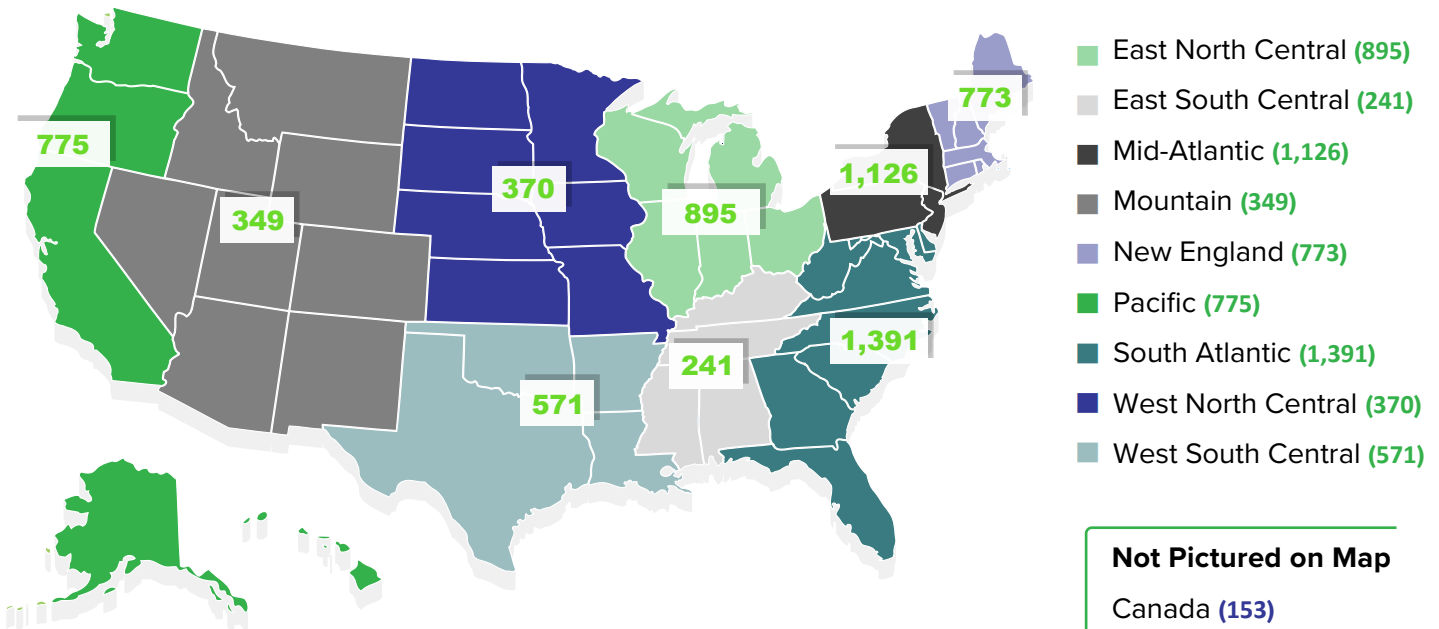 775
349
370
895
1,126
773
1,391
241
571
East North Central (895)
East South Central (241)
Mid-Atlantic (1,126)
Mountain (349)
New England (773)
Pacific (775)
South Atlantic (1,391)
West North Central (370)
West South Central (571)
Not Pictured on Map
Canada (153)